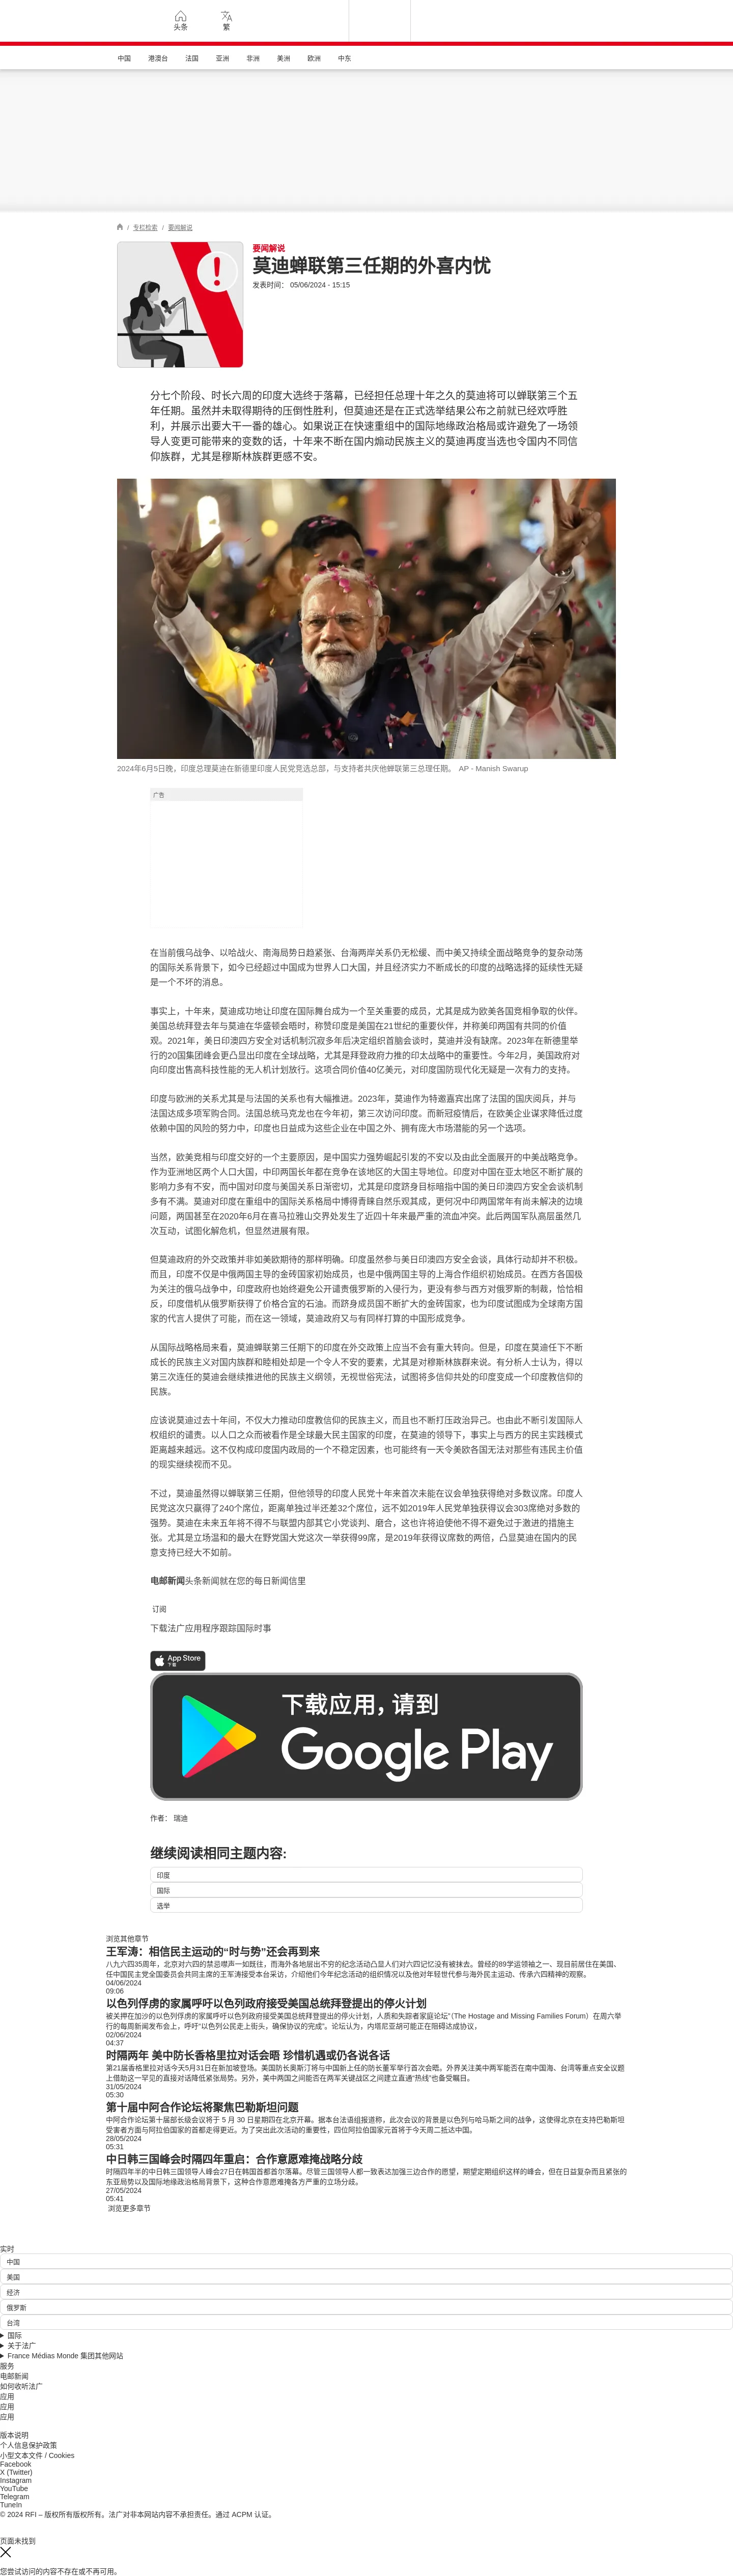 头条
繁
中国
港澳台
法国
亚洲
非洲
美洲
欧洲
中东
/ 专栏检索 / 要闻解说
要闻解说
莫迪蝉联第三任期的外喜内忧
发表时间： 05/06/2024 - 15:15
分七个阶段、时长六周的印度大选终于落幕，已经担任总理十年之久的莫迪将可以蝉联第三个五
年任期。虽然并未取得期待的压倒性胜利，但莫迪还是在正式选举结果公布之前就已经欢呼胜
利，并展示出要大干一番的雄心。如果说正在快速重组中的国际地缘政治格局或许避免了一场领
导人变更可能带来的变数的话，十年来不断在国内煽动民族主义的莫迪再度当选也令国内不同信
仰族群，尤其是穆斯林族群更感不安。
2024年6月5日晚，印度总理莫迪在新德里印度人民党竞选总部，与支持者共庆他蝉联第三总理任期。 AP - Manish Swarup
广告
在当前俄乌战争、以哈战火、南海局势日趋紧张、台海两岸关系仍无松缓、而中美又持续全面战略竞争的复杂动荡
的国际关系背景下，如今已经超过中国成为世界人口大国，并且经济实力不断成长的印度的战略选择的延续性无疑
是一个不坏的消息。
事实上，十年来，莫迪成功地让印度在国际舞台成为一个至关重要的成员，尤其是成为欧美各国竞相争取的伙伴。
美国总统拜登去年与莫迪在华盛顿会晤时，称赞印度是美国在21世纪的重要伙伴，并称美印两国有共同的价值
观。2021年，美日印澳四方安全对话机制沉寂多年后决定组织首脑会谈时，莫迪并没有缺席。2023年在新德里举
行的20国集团峰会更凸显出印度在全球战略，尤其是拜登政府力推的印太战略中的重要性。今年2月，美国政府对
向印度出售高科技性能的无人机计划放行。这项合同价值40亿美元，对印度国防现代化无疑是一次有力的支持。
印度与欧洲的关系尤其是与法国的关系也有大幅推进。2023年，莫迪作为特邀嘉宾出席了法国的国庆阅兵，并与
法国达成多项军购合同。法国总统马克龙也在今年初，第三次访问印度。而新冠疫情后，在欧美企业谋求降低过度
依赖中国的风险的努力中，印度也日益成为这些企业在中国之外、拥有庞大市场潜能的另一个选项。
当然，欧美竞相与印度交好的一个主要原因，是中国实力强势崛起引发的不安以及由此全面展开的中美战略竞争。
作为亚洲地区两个人口大国，中印两国长年都在竞争在该地区的大国主导地位。印度对中国在亚太地区不断扩展的
影响力多有不安，而中国对印度与美国关系日渐密切，尤其是印度跻身目标暗指中国的美日印澳四方安全会谈机制
多有不满。莫迪对印度在重组中的国际关系格局中博得青睐自然乐观其成，更何况中印两国常年有尚未解决的边境
问题，两国甚至在2020年6月在喜马拉雅山交界处发生了近四十年来最严重的流血冲突。此后两国军队高层虽然几
次互动，试图化解危机，但显然进展有限。
但莫迪政府的外交政策并非如美欧期待的那样明确。印度虽然参与美日印澳四方安全会谈，具体行动却并不积极。
而且，印度不仅是中俄两国主导的金砖国家初始成员，也是中俄两国主导的上海合作组织初始成员。在西方各国极
为关注的俄乌战争中，印度政府也始终避免公开谴责俄罗斯的入侵行为，更没有参与西方对俄罗斯的制裁，恰恰相
反，印度借机从俄罗斯获得了价格合宜的石油。而跻身成员国不断扩大的金砖国家，也为印度试图成为全球南方国
家的代言人提供了可能，而在这一领域，莫迪政府又与有同样打算的中国形成竞争。
从国际战略格局来看，莫迪蝉联第三任期下的印度在外交政策上应当不会有重大转向。但是，印度在莫迪任下不断
成长的民族主义对国内族群和睦相处却是一个令人不安的要素，尤其是对穆斯林族群来说。有分析人士认为，得以
第三次连任的莫迪会继续推进他的民族主义纲领，无视世俗宪法，试图将多信仰共处的印度变成一个印度教信仰的
民族。
应该说莫迪过去十年间，不仅大力推动印度教信仰的民族主义，而且也不断打压政治异己。也由此不断引发国际人
权组织的谴责。以人口之众而被看作是全球最大民主国家的印度，在莫迪的领导下，事实上与西方的民主实践模式
距离越来越远。这不仅构成印度国内政局的一个不稳定因素，也可能终有一天令美欧各国无法对那些有违民主价值
的现实继续视而不见。
不过，莫迪虽然得以蝉联第三任期，但他领导的印度人民党十年来首次未能在议会单独获得绝对多数议席。印度人
民党这次只赢得了240个席位，距离单独过半还差32个席位，远不如2019年人民党单独获得议会303席绝对多数的
强势。莫迪在未来五年将不得不与联盟内部其它小党谈判、磨合，这也许将迫使他不得不避免过于激进的措施主
张。尤其是立场温和的最大在野党国大党这次一举获得99席，是2019年获得议席数的两倍，凸显莫迪在国内的民
意支持已经大不如前。
电邮新闻头条新闻就在您的每日新闻信里
订阅
下载法广应用程序跟踪国际时事
App Store
下载
下载应用，请到
Google Play
作者： 瑞迪
继续阅读相同主题内容:
印度
国际
选举
浏览其他章节
王军涛：相信民主运动的“时与势”还会再到来
八九六四35周年，北京对六四的禁忌噤声一如既往，而海外各地层出不穷的纪念活动凸显人们对六四记忆没有被抹去。曾经的89学运领袖之一、现目前居住在美国、
任中国民主党全国委员会共同主席的王军涛接受本台采访，介绍他们今年纪念活动的组织情况以及他对年轻世代参与海外民主运动、传承六四精神的观察。
04/06/2024
09:06
以色列俘虏的家属呼吁以色列政府接受美国总统拜登提出的停火计划
被关押在加沙的以色列俘虏的家属呼吁以色列政府接受美国总统拜登提出的停火计划，人质和失踪者家庭论坛”（The Hostage and Missing Families Forum）在周六举
行的每周新闻发布会上，呼吁“以色列公民走上街头，确保协议的完成”。论坛认为，内塔尼亚胡可能正在阻碍达成协议，
02/06/2024
04:37
时隔两年 美中防长香格里拉对话会晤 珍惜机遇或仍各说各话
第21届香格里拉对话今天5月31日在新加坡登场。美国防长奥斯汀将与中国新上任的防长董军举行首次会晤。外界关注美中两军能否在南中国海、台湾等重点安全议题
上借助这一罕见的直接对话降低紧张局势。另外，美中两国之间能否在两军关键战区之间建立直通“热线”也备受瞩目。
31/05/2024
05:30
第十届中阿合作论坛将聚焦巴勒斯坦问题
中阿合作论坛第十届部长级会议将于 5 月 30 日星期四在北京开幕。据本台法语组报道称，此次会议的背景是以色列与哈马斯之间的战争，这使得北京在支持巴勒斯坦
受害者方面与阿拉伯国家的首都走得更近。为了突出此次活动的重要性，四位阿拉伯国家元首将于今天周二抵达中国。
28/05/2024
05:31
中日韩三国峰会时隔四年重启：合作意愿难掩战略分歧
时隔四年半的中日韩三国领导人峰会27日在韩国首都首尔落幕。尽管三国领导人都一致表达加强三边合作的愿望，期望定期组织这样的峰会，但在日益复杂而且紧张的
东亚局势以及国际地缘政治格局背景下，这种合作意愿难掩各方严重的立场分歧。
27/05/2024
05:41
浏览更多章节
实时
中国
美国
经济
俄罗斯
台湾
国际
关于法广
France Médias Monde 集团其他网站
服务
电邮新闻
如何收听法广
应用
应用
应用
版本说明
个人信息保护政策
小型文本文件 / Cookies
Facebook
X (Twitter)
Instagram
YouTube
Telegram
TuneIn
© 2024 RFI – 版权所有版权所有。法广对非本网站内容不承担责任。通过 ACPM 认证。
页面未找到
您尝试访问的内容不存在或不再可用。